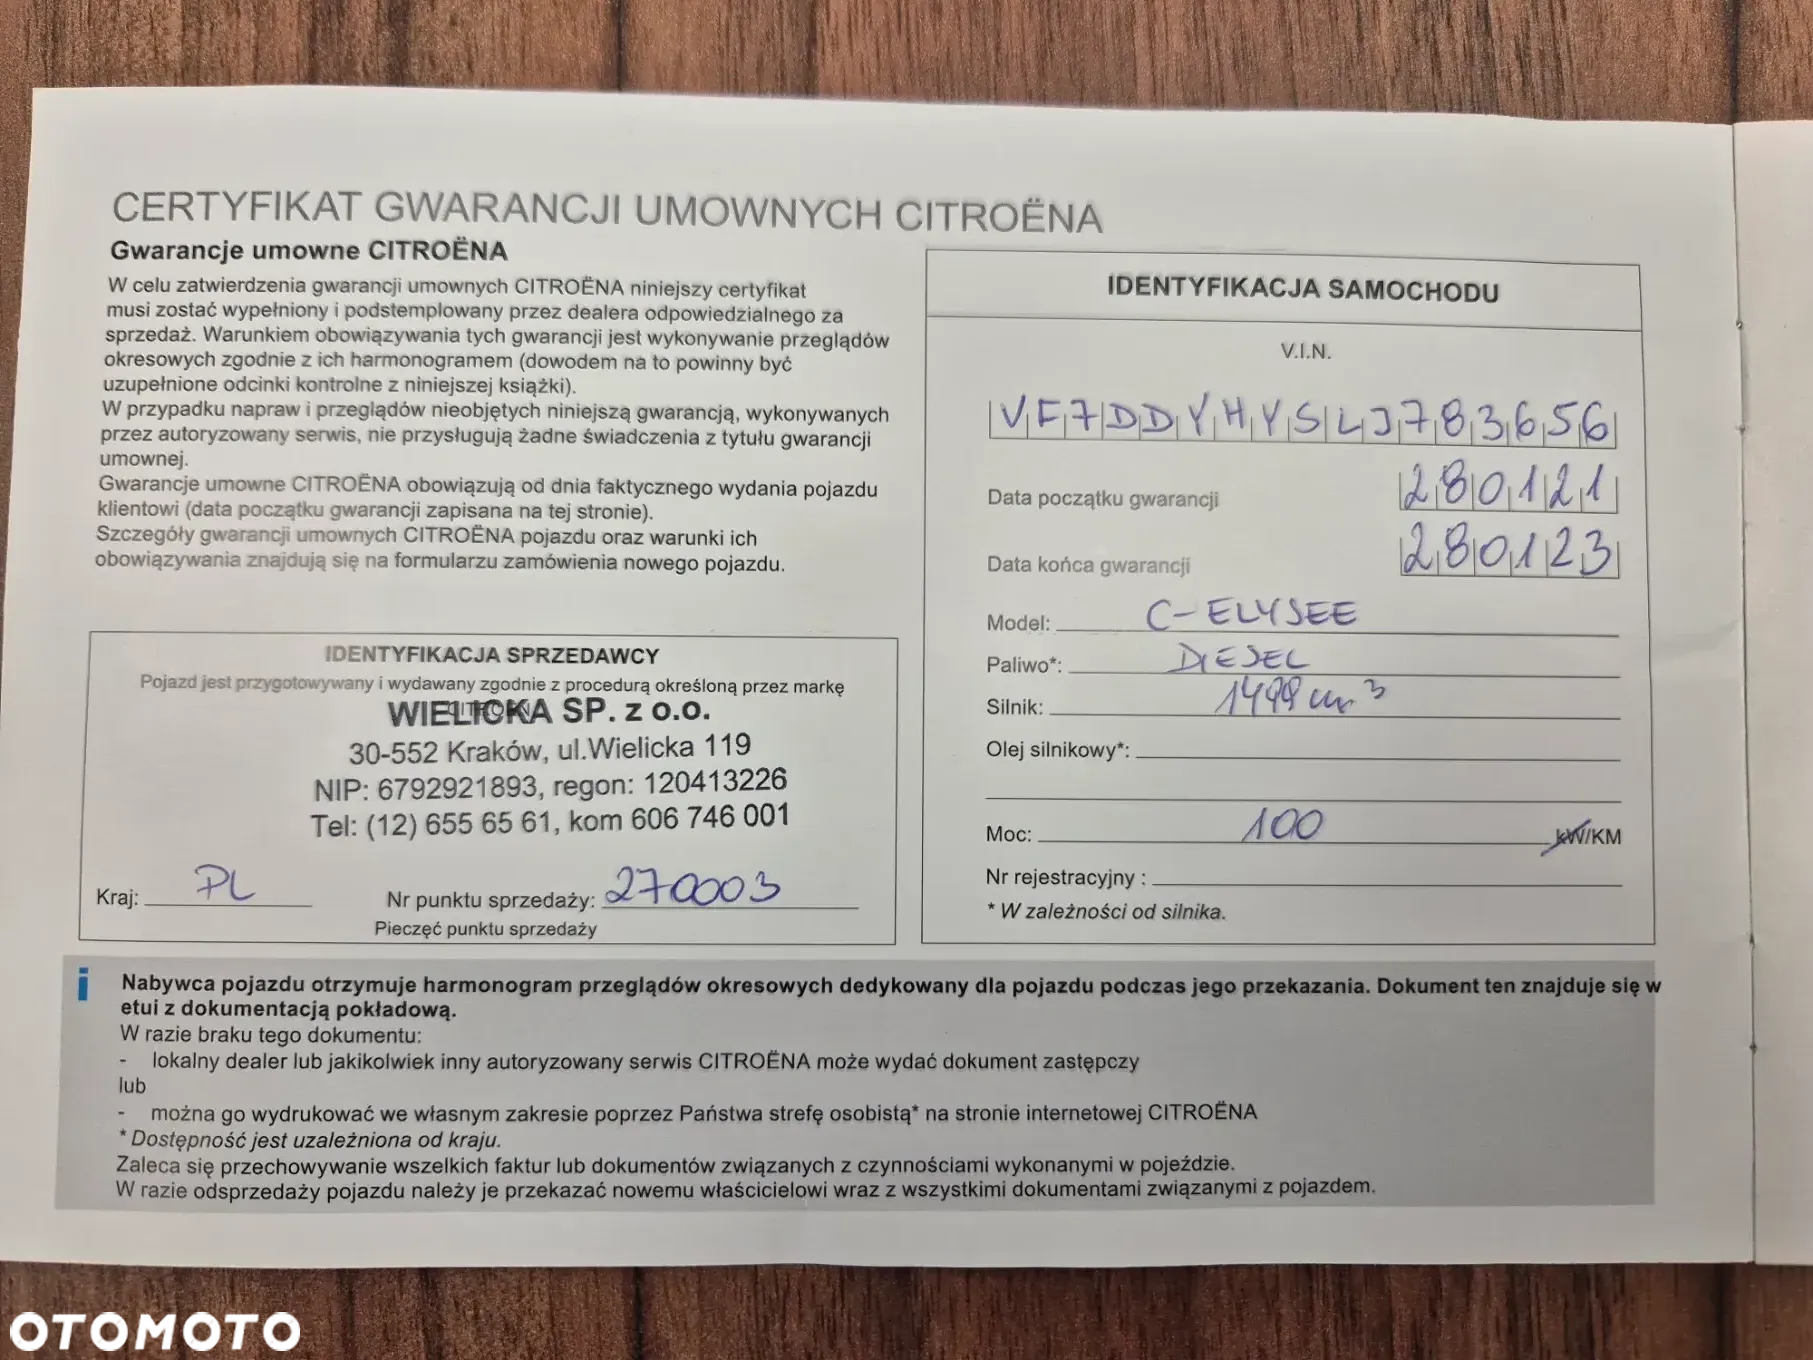 CERTYFIKAT GWARANCJI UMOWNYCH CITROËNA
Gwarancje umowne CITROËNA
W celu zatwierdzenia gwarancji umownych CITROËNA niniejszy certyfikat
musi zostać wypełniony i podstemplowany przez dealera odpowiedzialnego za
sprzedaż. Warunkiem obowiązywania tych gwarancji jest wykonywanie przeglądów
okresowych zgodnie z ich harmonogramem (dowodem na to powinny być
uzupełnione odcinki kontrolne z niniejszej książki).
W przypadku napraw i przeglądów nieobjętych niniejszą gwarancją, wykonywanych
przez autoryzowany serwis, nie przysługują żadne świadczenia z tytułu gwarancji
umownej.
Gwarancje umowne CITROËNA obowiązują od dnia faktycznego wydania pojazdu
klientowi (data początku gwarancji zapisana na tej stronie).
Szczegóły gwarancji umownych CITROËNA pojazdu oraz warunki ich
obowiązywania znajdują się na formularzu zamówienia nowego pojazdu.
IDENTYFIKACJA SPRZEDAWCY
Pojazd jest przygotowywany i wydawany zgodnie z procedurą określoną przez markę
CITROËN
WIELICKA SP. z o.o.
30-552 Kraków, ul.Wielicka 119
NIP: 6792921893, regon: 120413226
Tel: (12) 655 65 61, kom 606 746 001
Kraj: PL Nr punktu sprzedaży: 270003
Pieczęć punktu sprzedaży
IDENTYFIKACJA SAMOCHODU
V.I.N.
VF7DDYHYSLJ783656
Data początku gwarancji 280121
Data końca gwarancji 280123
Model: C-ELYSEE
Paliwo*: DIESEL
Silnik: 1499 cm3
Olej silnikowy*:
Moc: 100 kW/KM
Nr rejestracyjny :
* W zależności od silnika.
i Nabywca pojazdu otrzymuje harmonogram przeglądów okresowych dedykowany dla pojazdu podczas jego przekazania. Dokument ten znajduje się w
etui z dokumentacją pokładową.
W razie braku tego dokumentu:
- lokalny dealer lub jakikolwiek inny autoryzowany serwis CITROËNA może wydać dokument zastępczy
lub
- można go wydrukować we własnym zakresie poprzez Państwa strefę osobistą* na stronie internetowej CITROËNA
* Dostępność jest uzależniona od kraju.
Zaleca się przechowywanie wszelkich faktur lub dokumentów związanych z czynnościami wykonanymi w pojeździe.
W razie odsprzedaży pojazdu należy je przekazać nowemu właścicielowi wraz z wszystkimi dokumentami związanymi z pojazdem.
OTOMOTO